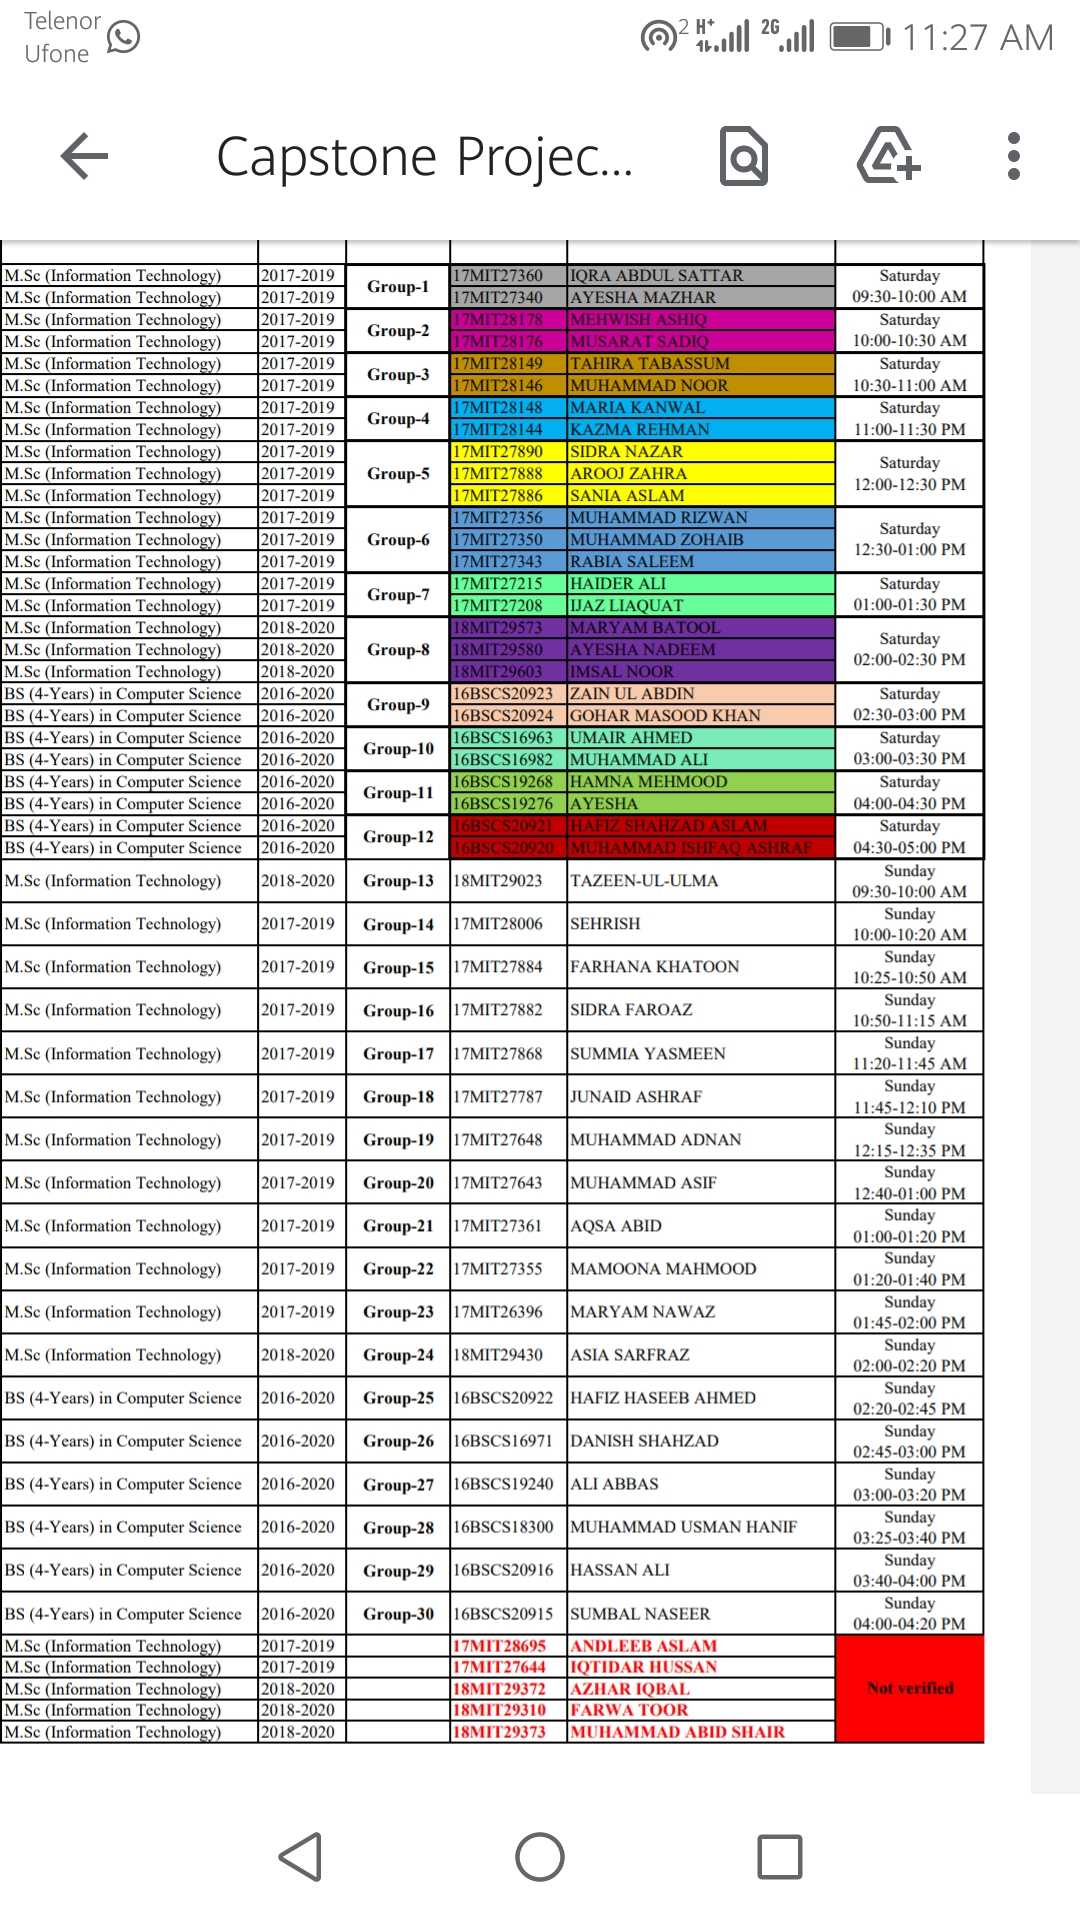 Telenor
Ufone
2 H+ 2G 11:27 AM
Capstone Projec...
M.Sc (Information Technology) 2017-2019 Group-1 17MIT27360 IQRA ABDUL SATTAR Saturday 09:30-10:00 AM
M.Sc (Information Technology) 2017-2019 17MIT27340 AYESHA MAZHAR
M.Sc (Information Technology) 2017-2019 Group-2 17MIT28178 MEHWISH ASHIQ Saturday 10:00-10:30 AM
M.Sc (Information Technology) 2017-2019 17MIT28176 MUSARAT SADIQ
M.Sc (Information Technology) 2017-2019 Group-3 17MIT28149 TAHIRA TABASSUM Saturday 10:30-11:00 AM
M.Sc (Information Technology) 2017-2019 17MIT28146 MUHAMMAD NOOR
M.Sc (Information Technology) 2017-2019 Group-4 17MIT28148 MARIA KANWAL Saturday 11:00-11:30 PM
M.Sc (Information Technology) 2017-2019 17MIT28144 KAZMA REHMAN
M.Sc (Information Technology) 2017-2019 Group-5 17MIT27890 SIDRA NAZAR Saturday 12:00-12:30 PM
M.Sc (Information Technology) 2017-2019 17MIT27888 AROOJ ZAHRA
M.Sc (Information Technology) 2017-2019 17MIT27886 SANIA ASLAM
M.Sc (Information Technology) 2017-2019 Group-6 17MIT27356 MUHAMMAD RIZWAN Saturday 12:30-01:00 PM
M.Sc (Information Technology) 2017-2019 17MIT27350 MUHAMMAD ZOHAIB
M.Sc (Information Technology) 2017-2019 17MIT27343 RABIA SALEEM
M.Sc (Information Technology) 2017-2019 Group-7 17MIT27215 HAIDER ALI Saturday 01:00-01:30 PM
M.Sc (Information Technology) 2017-2019 17MIT27208 IJAZ LIAQUAT
M.Sc (Information Technology) 2018-2020 Group-8 18MIT29573 MARYAM BATOOL Saturday 02:00-02:30 PM
M.Sc (Information Technology) 2018-2020 18MIT29580 AYESHA NADEEM
M.Sc (Information Technology) 2018-2020 18MIT29603 IMSAL NOOR
BS (4-Years) in Computer Science 2016-2020 Group-9 16BSCS20923 ZAIN UL ABDIN Saturday 02:30-03:00 PM
BS (4-Years) in Computer Science 2016-2020 16BSCS20924 GOHAR MASOOD KHAN
BS (4-Years) in Computer Science 2016-2020 Group-10 16BSCS16963 UMAIR AHMED Saturday 03:00-03:30 PM
BS (4-Years) in Computer Science 2016-2020 16BSCS16982 MUHAMMAD ALI
BS (4-Years) in Computer Science 2016-2020 Group-11 16BSCS19268 HAMNA MEHMOOD Saturday 04:00-04:30 PM
BS (4-Years) in Computer Science 2016-2020 16BSCS19276 AYESHA
BS (4-Years) in Computer Science 2016-2020 Group-12 16BSCS20921 HAFIZ SHAHZAD ASLAM Saturday 04:30-05:00 PM
BS (4-Years) in Computer Science 2016-2020 16BSCS20920 MUHAMMAD ISHFAQ ASHRAF
M.Sc (Information Technology) 2018-2020 Group-13 18MIT29023 TAZEEN-UL-ULMA Sunday 09:30-10:00 AM
M.Sc (Information Technology) 2017-2019 Group-14 17MIT28006 SEHRISH Sunday 10:00-10:20 AM
M.Sc (Information Technology) 2017-2019 Group-15 17MIT27884 FARHANA KHATOON Sunday 10:25-10:50 AM
M.Sc (Information Technology) 2017-2019 Group-16 17MIT27882 SIDRA FAROAZ Sunday 10:50-11:15 AM
M.Sc (Information Technology) 2017-2019 Group-17 17MIT27868 SUMMIA YASMEEN Sunday 11:20-11:45 AM
M.Sc (Information Technology) 2017-2019 Group-18 17MIT27787 JUNAID ASHRAF Sunday 11:45-12:10 PM
M.Sc (Information Technology) 2017-2019 Group-19 17MIT27648 MUHAMMAD ADNAN Sunday 12:15-12:35 PM
M.Sc (Information Technology) 2017-2019 Group-20 17MIT27643 MUHAMMAD ASIF Sunday 12:40-01:00 PM
M.Sc (Information Technology) 2017-2019 Group-21 17MIT27361 AQSA ABID Sunday 01:00-01:20 PM
M.Sc (Information Technology) 2017-2019 Group-22 17MIT27355 MAMOONA MAHMOOD Sunday 01:20-01:40 PM
M.Sc (Information Technology) 2017-2019 Group-23 17MIT26396 MARYAM NAWAZ Sunday 01:45-02:00 PM
M.Sc (Information Technology) 2018-2020 Group-24 18MIT29430 ASIA SARFRAZ Sunday 02:00-02:20 PM
BS (4-Years) in Computer Science 2016-2020 Group-25 16BSCS20922 HAFIZ HASEEB AHMED Sunday 02:20-02:45 PM
BS (4-Years) in Computer Science 2016-2020 Group-26 16BSCS16971 DANISH SHAHZAD Sunday 02:45-03:00 PM
BS (4-Years) in Computer Science 2016-2020 Group-27 16BSCS19240 ALI ABBAS Sunday 03:00-03:20 PM
BS (4-Years) in Computer Science 2016-2020 Group-28 16BSCS18300 MUHAMMAD USMAN HANIF Sunday 03:25-03:40 PM
BS (4-Years) in Computer Science 2016-2020 Group-29 16BSCS20916 HASSAN ALI Sunday 03:40-04:00 PM
BS (4-Years) in Computer Science 2016-2020 Group-30 16BSCS20915 SUMBAL NASEER Sunday 04:00-04:20 PM
M.Sc (Information Technology) 2017-2019 17MIT28695 ANDLEEB ASLAM
M.Sc (Information Technology) 2017-2019 17MIT27644 IQTIDAR HUSSAN
M.Sc (Information Technology) 2018-2020 18MIT29372 AZHAR IQBAL Not verified
M.Sc (Information Technology) 2018-2020 18MIT29310 FARWA TOOR
M.Sc (Information Technology) 2018-2020 18MIT29373 MUHAMMAD ABID SHAIR